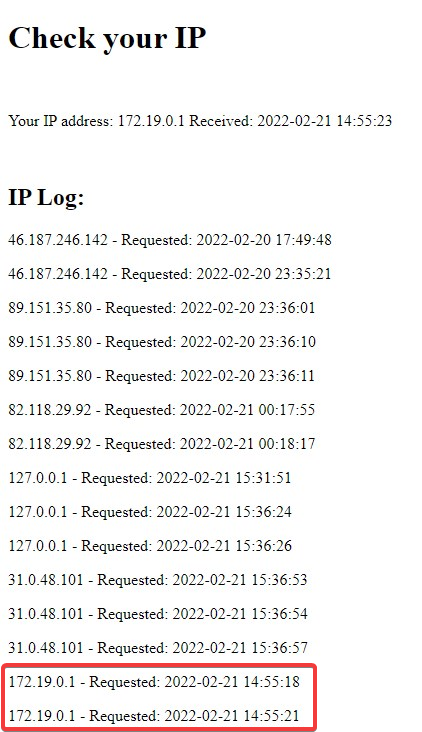 Check your IP
Your IP address: 172.19.0.1 Received: 2022-02-21 14:55:23
IP Log:
46.187.246.142 - Requested: 2022-02-20 17:49:48
46.187.246.142 - Requested: 2022-02-20 23:35:21
89.151.35.80 - Requested: 2022-02-20 23:36:01
89.151.35.80 - Requested: 2022-02-20 23:36:10
89.151.35.80 - Requested: 2022-02-20 23:36:11
82.118.29.92 - Requested: 2022-02-21 00:17:55
82.118.29.92 - Requested: 2022-02-21 00:18:17
127.0.0.1 - Requested: 2022-02-21 15:31:51
127.0.0.1 - Requested: 2022-02-21 15:36:24
127.0.0.1 - Requested: 2022-02-21 15:36:26
31.0.48.101 - Requested: 2022-02-21 15:36:53
31.0.48.101 - Requested: 2022-02-21 15:36:54
31.0.48.101 - Requested: 2022-02-21 15:36:57
172.19.0.1 - Requested: 2022-02-21 14:55:18
172.19.0.1 - Requested: 2022-02-21 14:55:21